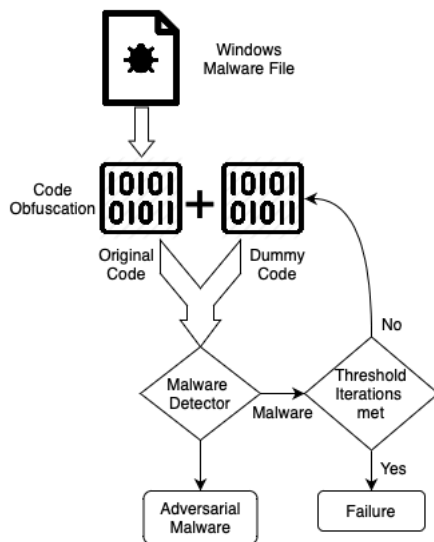 Windows
Malware File
Code
Obfuscation
10101
01011
+
10101
01011
Original
Code
Dummy
Code
No
Malware
Detector
Malware
Threshold
Iterations
met
Yes
Adversarial
Malware
Failure